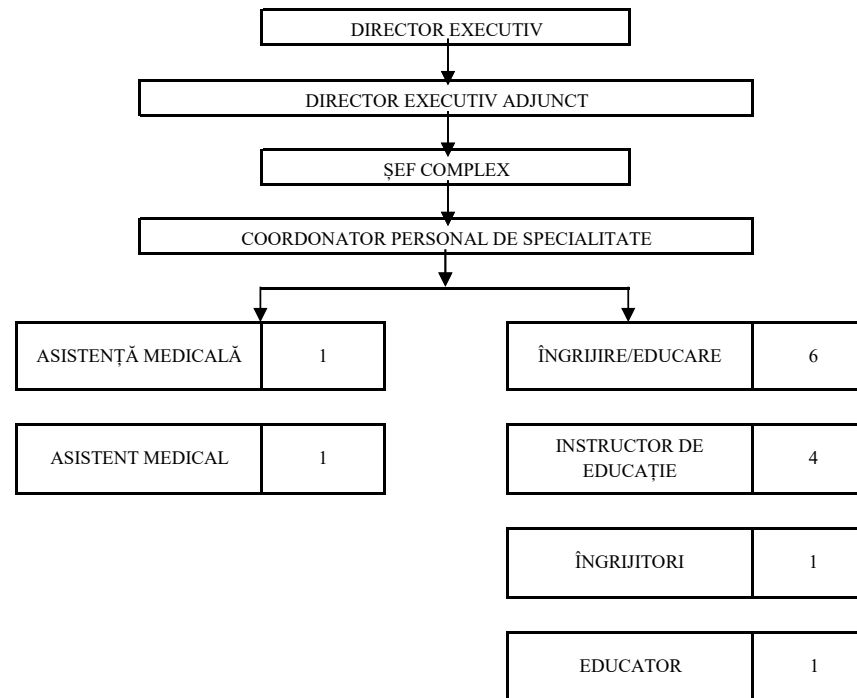 DIRECTOR EXECUTIV
DIRECTOR EXECUTIV ADJUNCT
ȘEF COMPLEX
COORDONATOR PERSONAL DE SPECIALITATE
ASISTENȚĂ MEDICALĂ 1
ASISTENT MEDICAL 1
ÎNGRIJIRE/EDUCARE 6
INSTRUCTOR DE
EDUCAȚIE 4
ÎNGRIJITORI 1
EDUCATOR 1